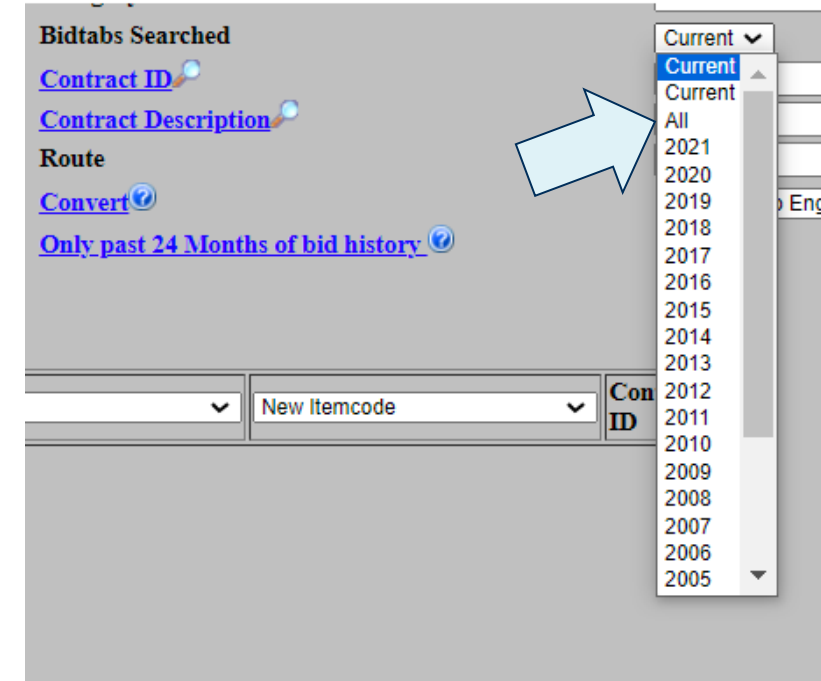 Bidtabs Searched
Current
Contract ID
Contract Description
Route
Convert
Only past 24 Months of bid history
Current
Current
All
2021
2020
2019
2018
2017
2016
2015
2014
2013
2012
2011
2010
2009
2008
2007
2006
2005
Eng
New Itemcode
Con
ID